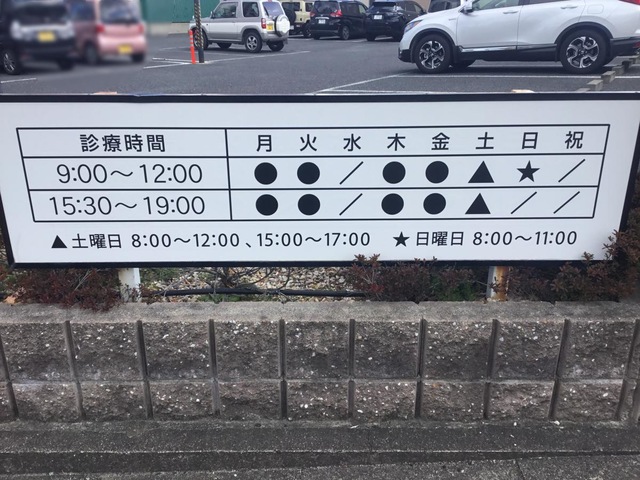 診療時間 月 火 水 木 金 土 日 祝
9:00～12:00 ● ● ／ ● ● ▲ ★ ／
15:30～19:00 ● ● ／ ● ● ▲ ／ ／
▲土曜日 8:00～12:00、15:00～17:00 ★日曜日 8:00～11:00